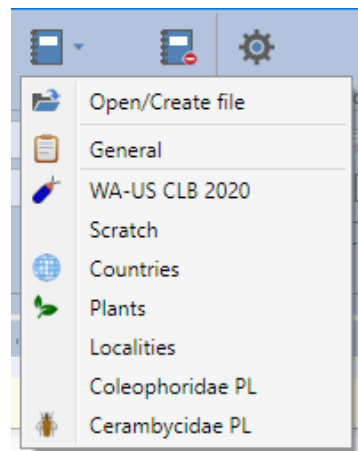 Open/Create file
General
WA-US CLB 2020
Scratch
Countries
Plants
Localities
Coleophoridae PL
Cerambycidae PL